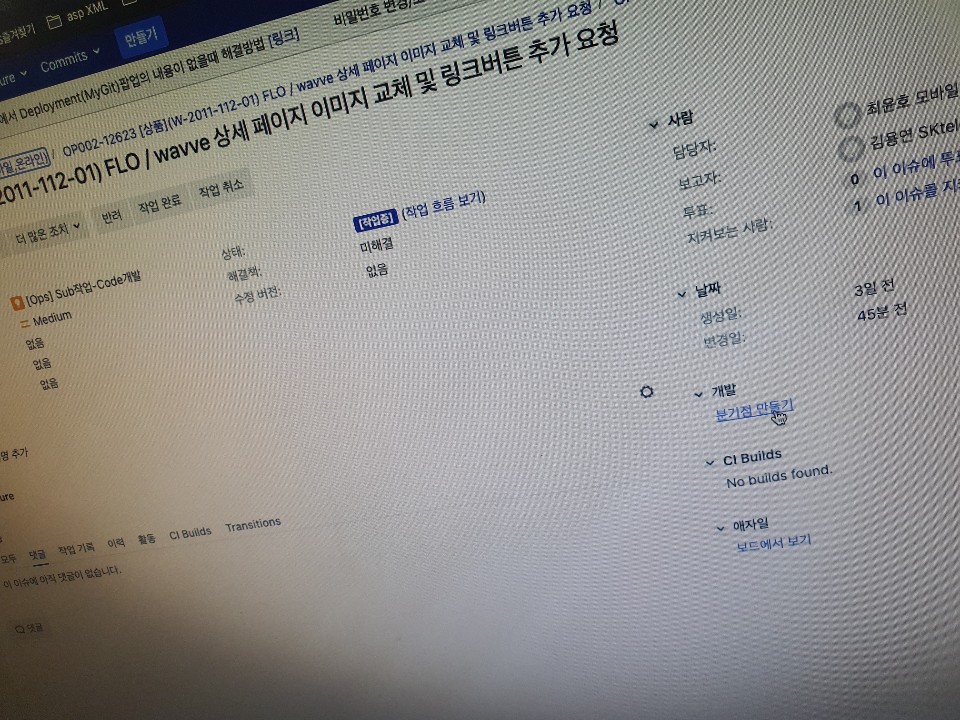 즐겨찾기 asp XML
ure Commits 만들기
에서 Deployment(MyGit)팝업의 내용이 없을때 해결방법 [링크] 비밀번호 변경/
일,온라인) / OP002-12623 [상품](W-2011-112-01) FLO / wavve 상세 페이지 이미지 교체 및 링크버튼 추가 요청 /
2011-112-01) FLO / wavve 상세 페이지 이미지 교체 및 링크버튼 추가 요청
더 많은 조치 반려 작업 완료 작업 취소
[Ops] Sub작업-Code개발
Medium
없음
없음
없음
상태: [작업중] (작업 흐름 보기)
해결책: 미해결
수정 버전: 없음
명 추가
ure
모두 댓글 작업 기록 이력 활동 CI Builds Transitions
이 이슈에 아직 댓글이 없습니다.
댓글
사람
담당자: 최윤호 모바일
보고자: 김용연 SKtel
투표: 0 이 이슈에 투표
지켜보는 사람: 1 이 이슈를 지켜
날짜
생성일: 3일 전
변경일: 45분 전
개발
분기점 만들기
CI Builds
No builds found.
애자일
보드에서 보기